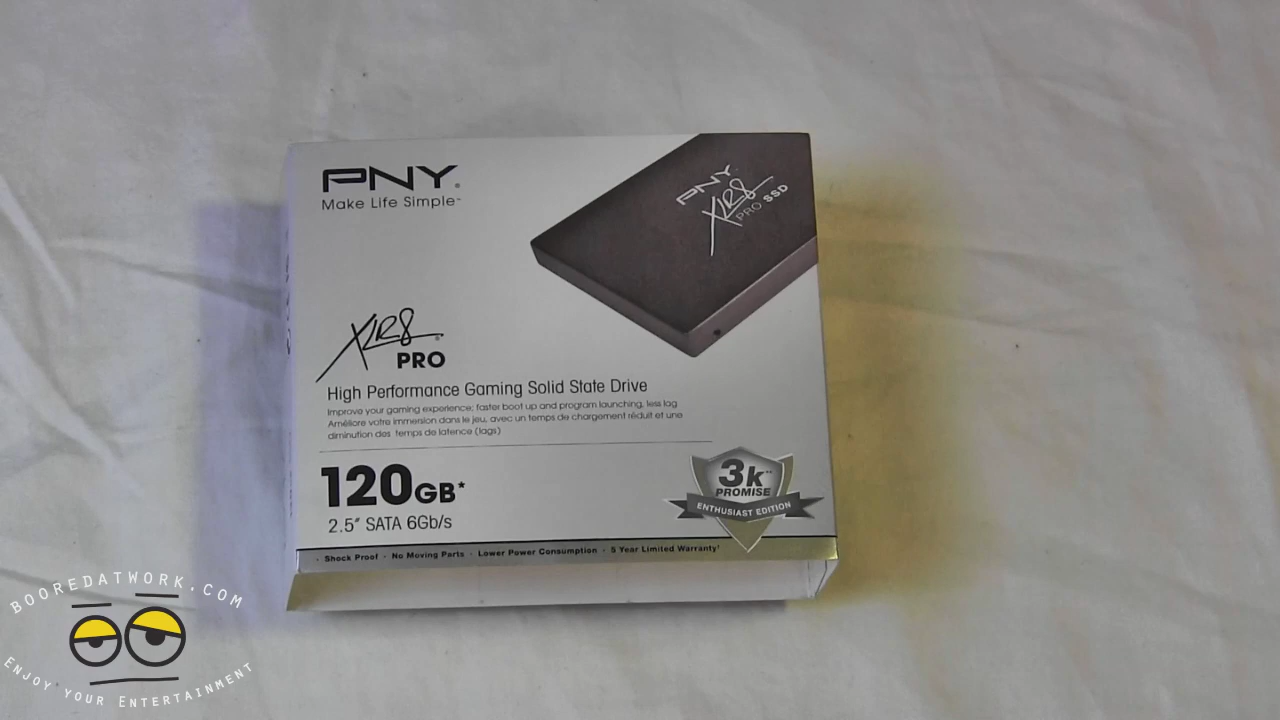 PNY®
Make Life Simple™
PNY
XLR8
PRO SSD
XLR8®
PRO
High Performance Gaming Solid State Drive
Improve your gaming experience; faster boot up and program launching, less lag
Améliore votre immersion dans le jeu, avec un temps de chargement réduit et une
diminution des temps de latence (lags)
120GB*
2.5″ SATA 6Gb/s
3k™
PROMISE
ENTHUSIAST EDITION
· Shock Proof · No Moving Parts · Lower Power Consumption · 5 Year Limited Warranty¹
BOOREDATWORK.COM
ENJOY YOUR ENTERTAINMENT